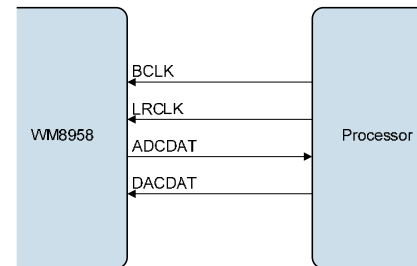 BCLK
LRCLK
WM8958
ADCDAT
Processor
DACDAT